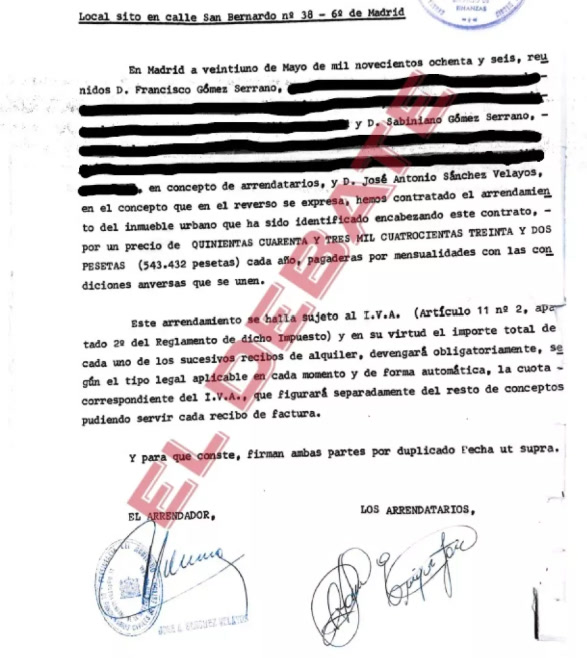 Local sito en calle San Bernardo nº 38 - 6º de Madrid
FINANZAS
En Madrid a veintiuno de Mayo de mil novecientos ochenta y seis, reu
nidos D. Francisco Gómez Serrano,
y D. Sabiniano Gómez Serrano, -
, en concepto de arrendatarios, y D. José Antonio Sánchez Velayos,
en el concepto que en el reverso se expresa, hemos contratado el arrendamien
to del inmueble urbano que ha sido identificado encabezando este contrato, -
por un precio de QUINIENTAS CUARENTA Y TRES MIL CUATROCIENTAS TREINTA Y DOS
PESETAS (543.432 pesetas) cada año, pagaderas por mensualidades con las con
diciones anversas que se unen.
Este arrendamiento se halla sujeto al I.V.A. (Artículo 11 nº 2, apar
tado 2º del Reglamento de dicho Impuesto) y en su virtud el importe total de
cada uno de los sucesivos recibos de alquiler, devengará obligatoriamente, se
gún el tipo legal aplicable en cada momento y de forma automática, la cuota -
correspondiente del I.V.A., que figurará separadamente del resto de conceptos
pudiendo servir cada recibo de factura.
Y para que conste, firman ambas partes por duplicado fecha ut supra.
EL ARRENDADOR,
LOS ARRENDATARIOS,
EL DEBATE